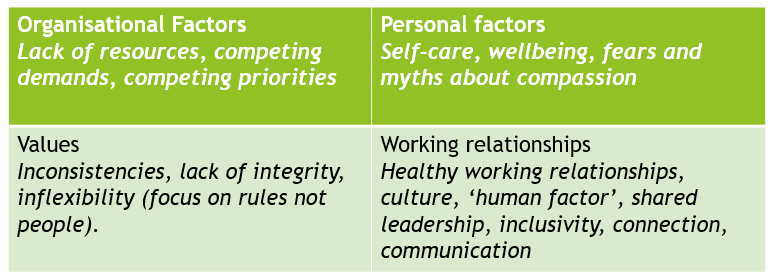 Organisational Factors
Lack of resources, competing
demands, competing priorities
Personal factors
Self-care, wellbeing, fears and
myths about compassion
Values
Inconsistencies, lack of integrity,
inflexibility (focus on rules not
people).
Working relationships
Healthy working relationships,
culture, ‘human factor’, shared
leadership, inclusivity, connection,
communication